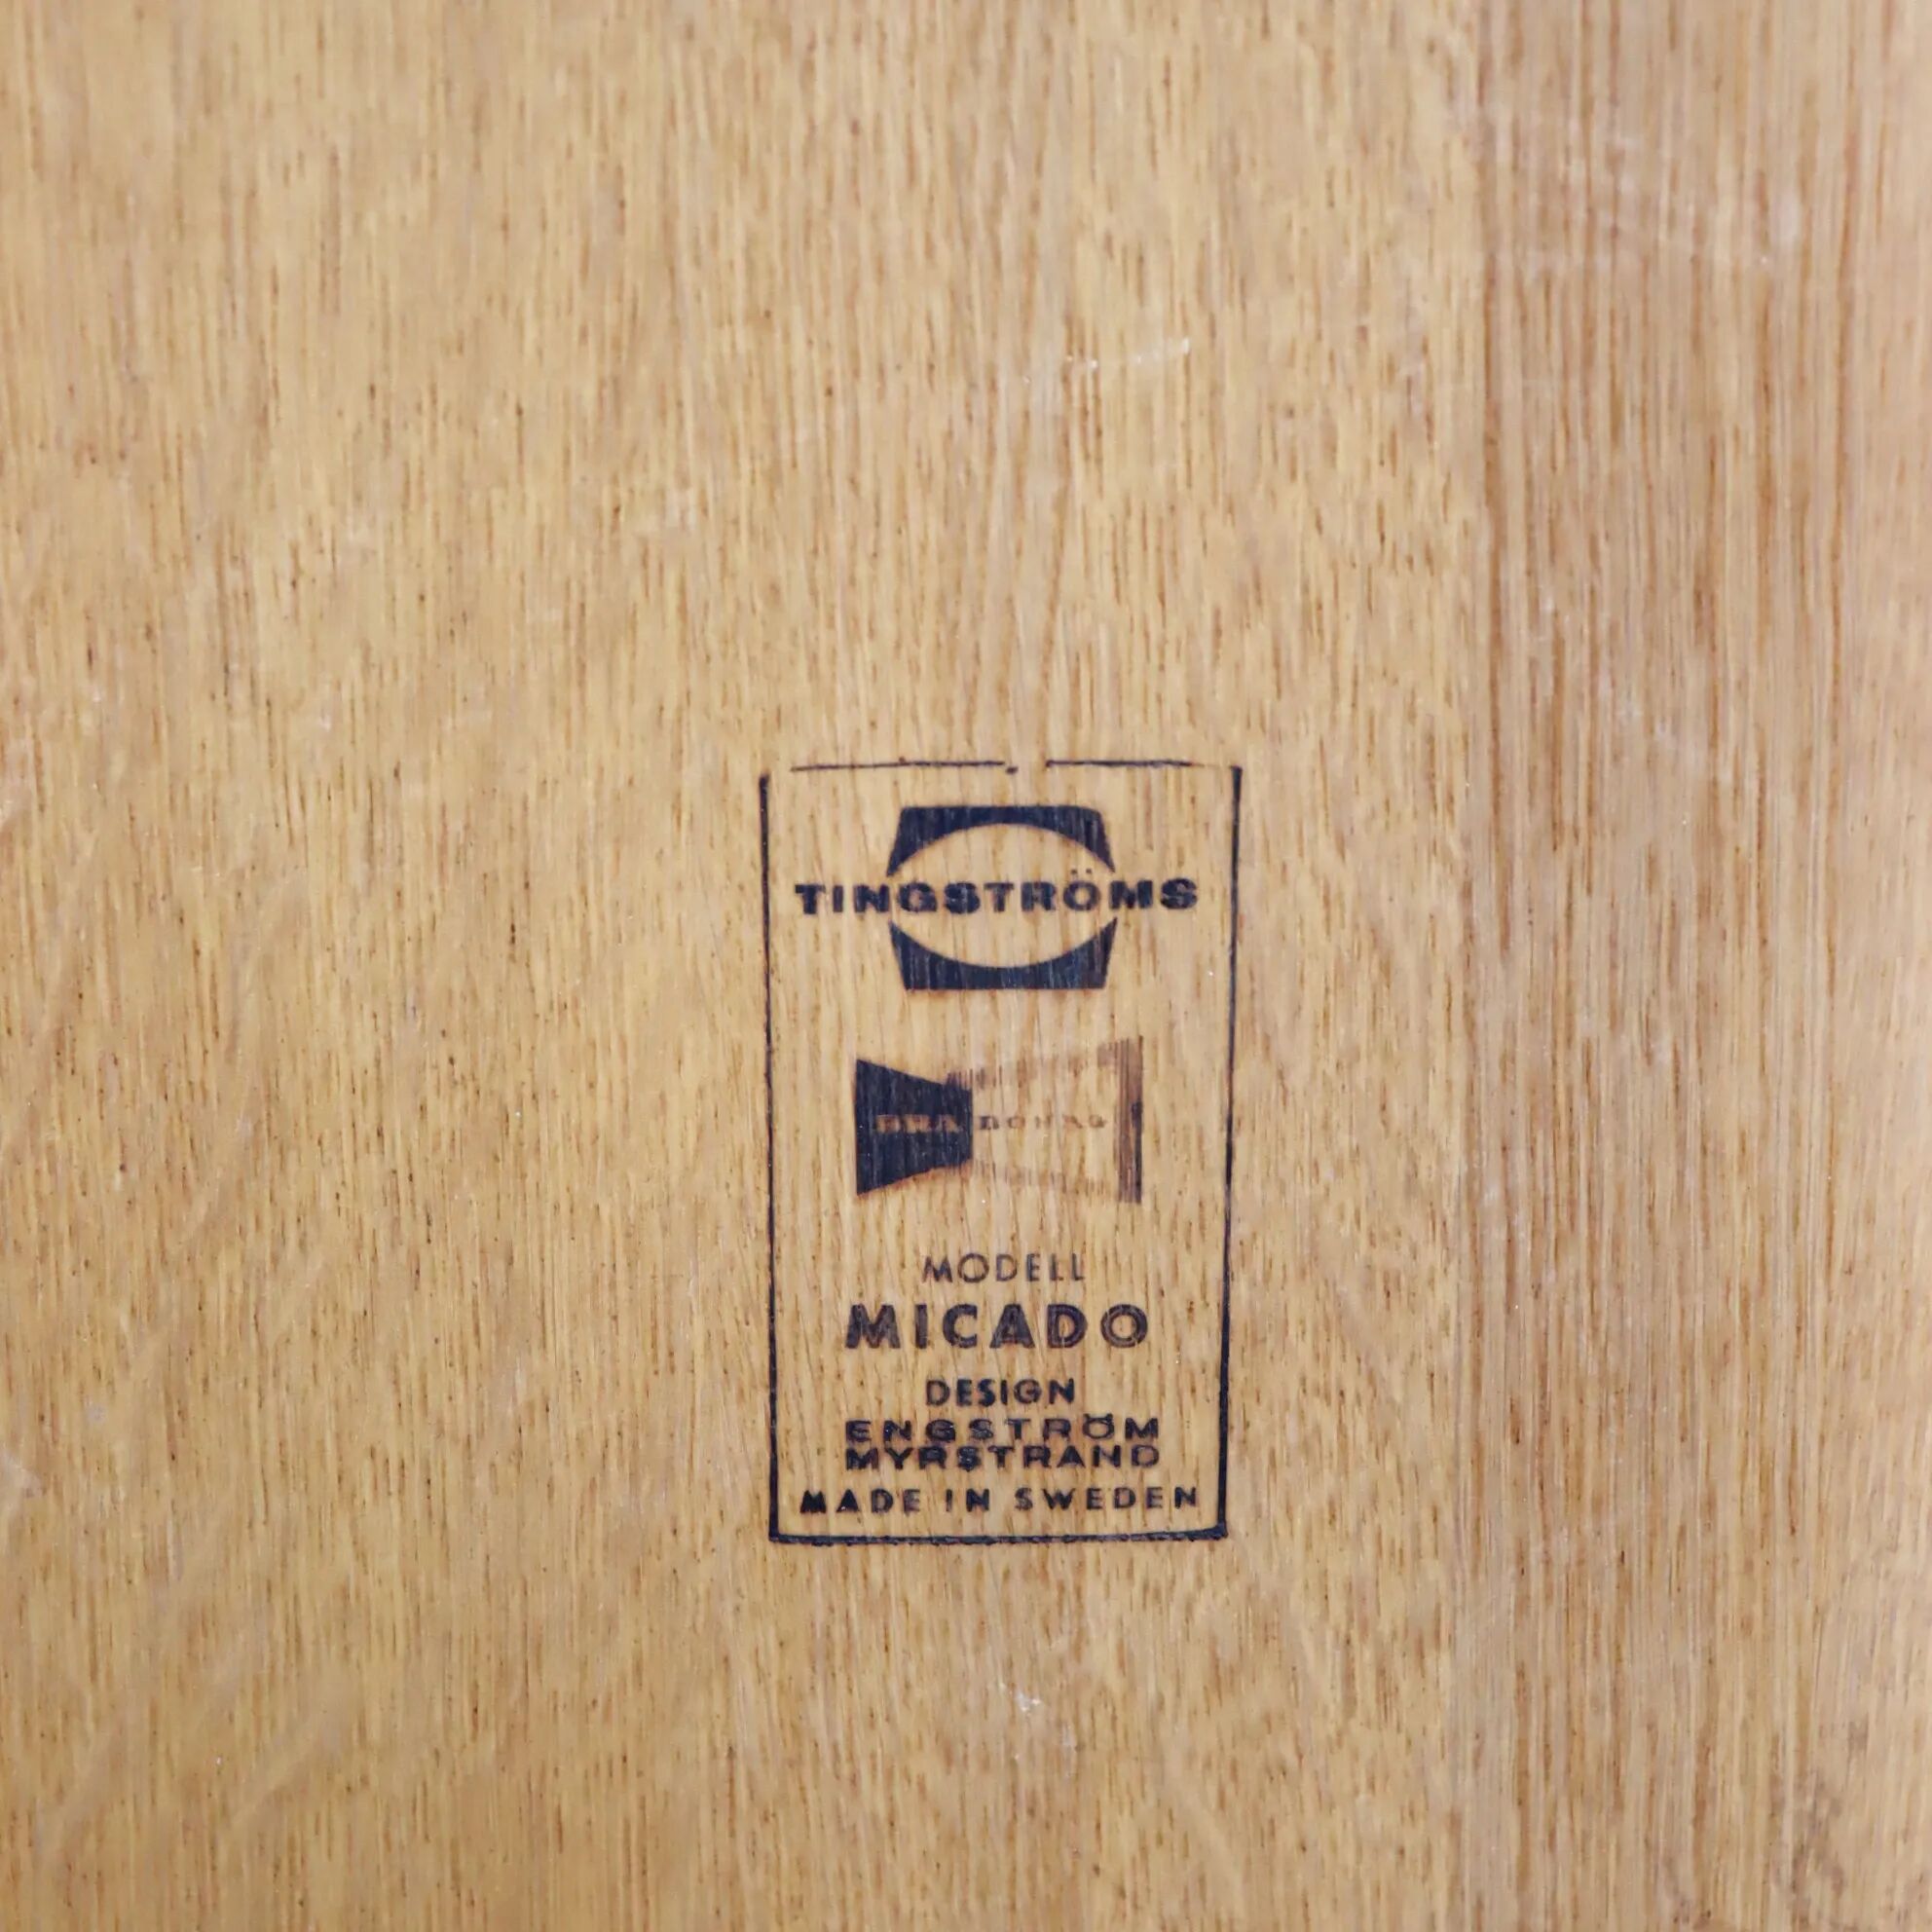 TINGSTRÖMS
BRA BOHAG
MODELL
MICADO
DESIGN
ENGSTRÖM
MYRSTRAND
MADE IN SWEDEN